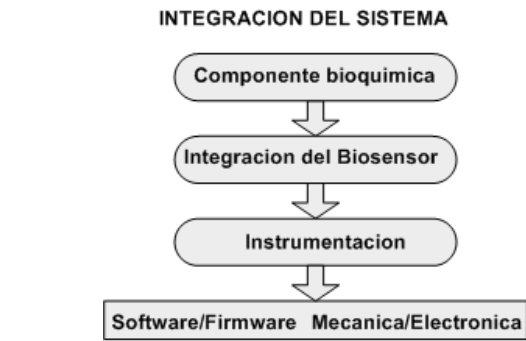 INTEGRACION DEL SISTEMA
Componente bioquimica
Integracion del Biosensor
Instrumentacion
Software/Firmware Mecanica/Electronica